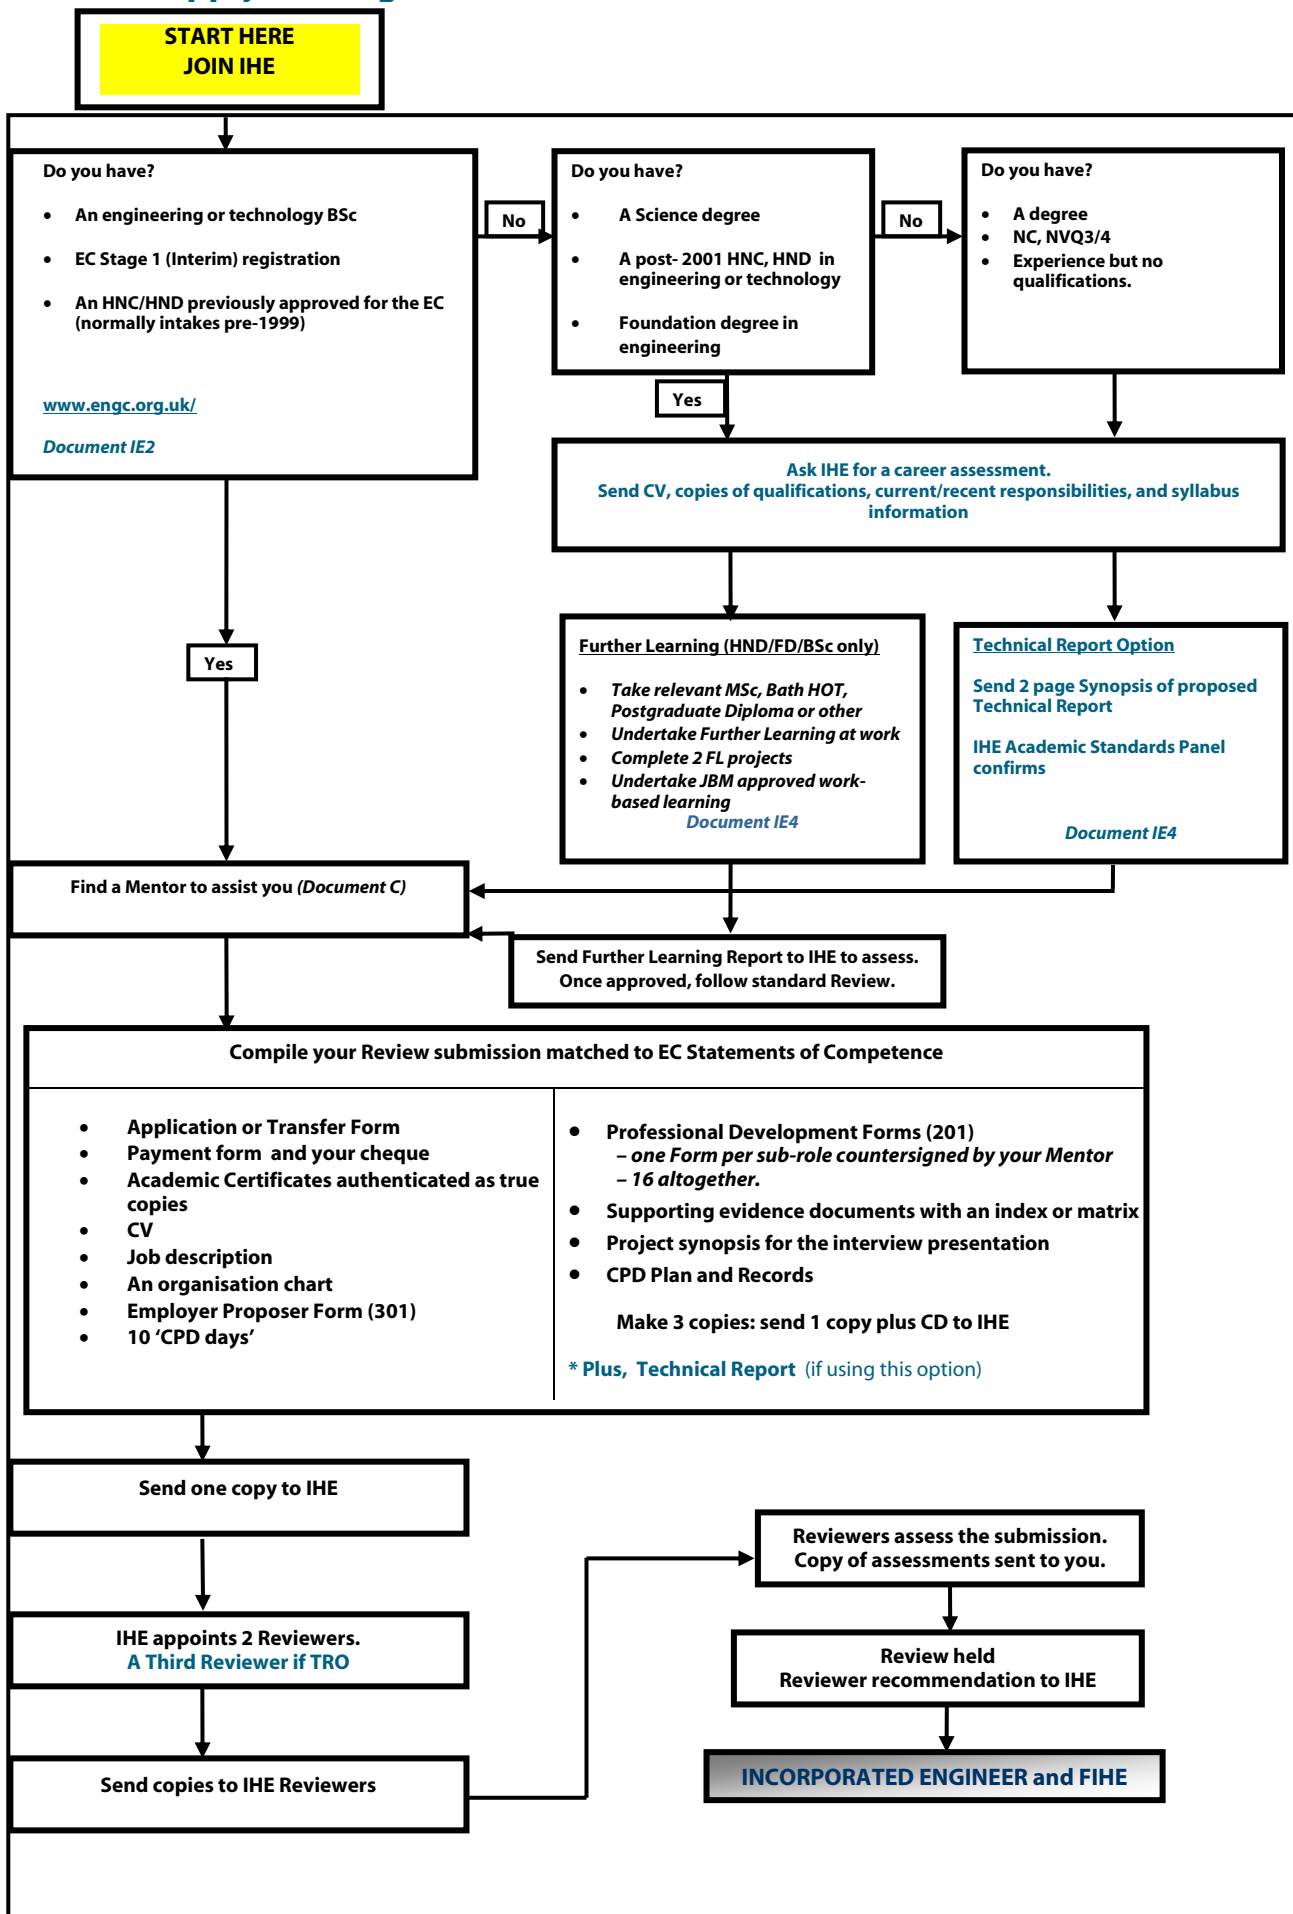 START HERE
JOIN IHE
Do you have?
• An engineering or technology BSc
• EC Stage 1 (Interim) registration
• An HNC/HND previously approved for the EC
(normally intakes pre-1999)
www.engc.org.uk/
Document IE2
No
Do you have?
• A Science degree
• A post- 2001 HNC, HND in
engineering or technology
• Foundation degree in
engineering
No
Do you have?
• A degree
• NC, NVQ3/4
• Experience but no
qualifications.
Yes
Ask IHE for a career assessment.
Send CV, copies of qualifications, current/recent responsibilities, and syllabus
information
Yes
Further Learning (HND/FD/BSc only)
• Take relevant MSc, Bath HOT,
Postgraduate Diploma or other
• Undertake Further Learning at work
• Complete 2 FL projects
• Undertake JBM approved work-
based learning
Document IE4
Technical Report Option
Send 2 page Synopsis of proposed
Technical Report
IHE Academic Standards Panel
confirms
Document IE4
Find a Mentor to assist you (Document C)
Send Further Learning Report to IHE to assess.
Once approved, follow standard Review.
Compile your Review submission matched to EC Statements of Competence
• Application or Transfer Form
• Payment form and your cheque
• Academic Certificates authenticated as true
copies
• CV
• Job description
• An organisation chart
• Employer Proposer Form (301)
• 10 ‘CPD days’
• Professional Development Forms (201)
– one Form per sub-role countersigned by your Mentor
– 16 altogether.
• Supporting evidence documents with an index or matrix
• Project synopsis for the interview presentation
• CPD Plan and Records
Make 3 copies: send 1 copy plus CD to IHE
* Plus, Technical Report (if using this option)
Send one copy to IHE
IHE appoints 2 Reviewers.
A Third Reviewer if TRO
Send copies to IHE Reviewers
Reviewers assess the submission.
Copy of assessments sent to you.
Review held
Reviewer recommendation to IHE
INCORPORATED ENGINEER and FIHE